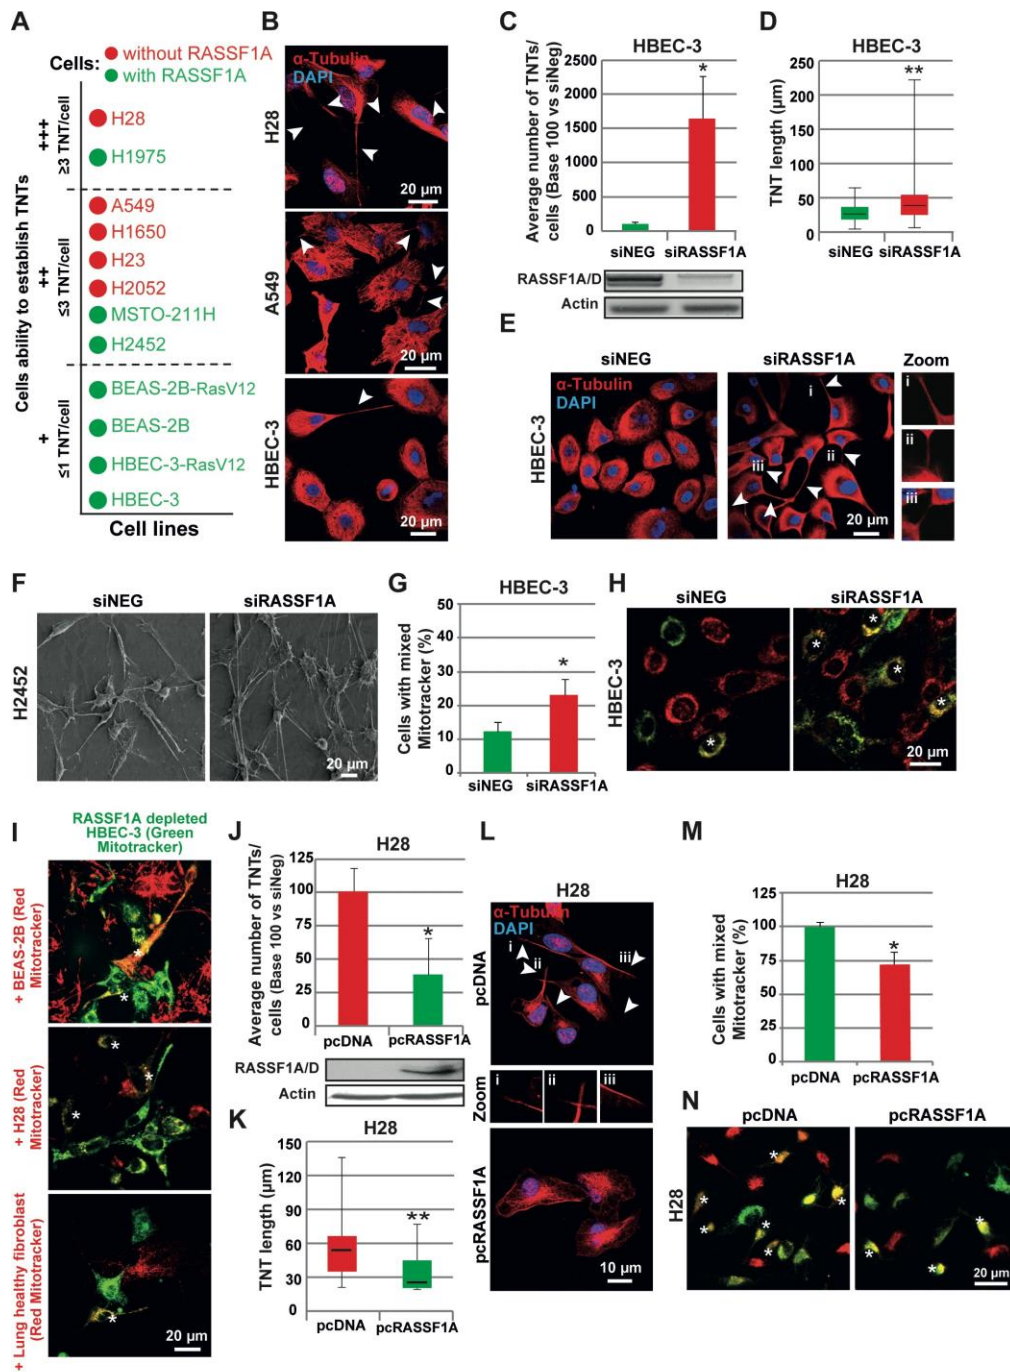 A
Cells:
without RASSF1A
with RASSF1A
Cells ability to establish TNTs
+++
≥3 TNT/cell
++
≤3 TNT/cell
+
≤1 TNT/cell
H28
H1975
A549
H1650
H23
H2052
MSTO-211H
H2452
BEAS-2B-RasV12
BEAS-2B
HBEC-3-RasV12
HBEC-3
Cell lines
B
α-Tubulin
DAPI
H28
20 µm
A549
20 µm
HBEC-3
20 µm
C
HBEC-3
Average number of TNTs/
cells (Base 100 vs siNeg)
2500
2000
1500
1000
500
0
*
siNEG
siRASSF1A
RASSF1A/D
Actin
D
HBEC-3
TNT length (µm)
250
200
150
100
50
0
**
siNEG
siRASSF1A
E
siNEG
siRASSF1A
Zoom
HBEC-3
α-Tubulin
DAPI
α-Tubulin
DAPI
i
ii
iii
20 µm
i
ii
iii
F
siNEG
siRASSF1A
H2452
20 µm
G
HBEC-3
Cells with mixed
Mitotracker (%)
50
40
30
20
10
0
*
siNEG
siRASSF1A
H
siNEG
siRASSF1A
HBEC-3
*
*
*
*
*
*
20 µm
I
RASSF1A depleted
HBEC-3 (Green
Mitotracker)
+ BEAS-2B (Red
Mitotracker)
*
*
+ H28 (Red
Mitotracker)
*
*
*
+ Lung healthy fibroblast
(Red Mitotracker)
*
20 µm
J
H28
Average number of TNTs/
cells (Base 100 vs siNeg)
125
100
75
50
25
0
*
pcDNA
pcRASSF1A
RASSF1A/D
Actin
K
H28
TNT length (µm)
150
120
90
60
30
0
**
pcDNA
pcRASSF1A
L
H28
α-Tubulin
DAPI
pcDNA
i
ii
iii
Zoom
i
ii
iii
pcRASSF1A
10 µm
M
H28
Cells with mixed
Mitotracker (%)
125
100
75
50
25
0
*
pcDNA
pcRASSF1A
N
pcDNA
pcRASSF1A
H28
*
*
*
*
*
*
*
*
*
*
20 µm